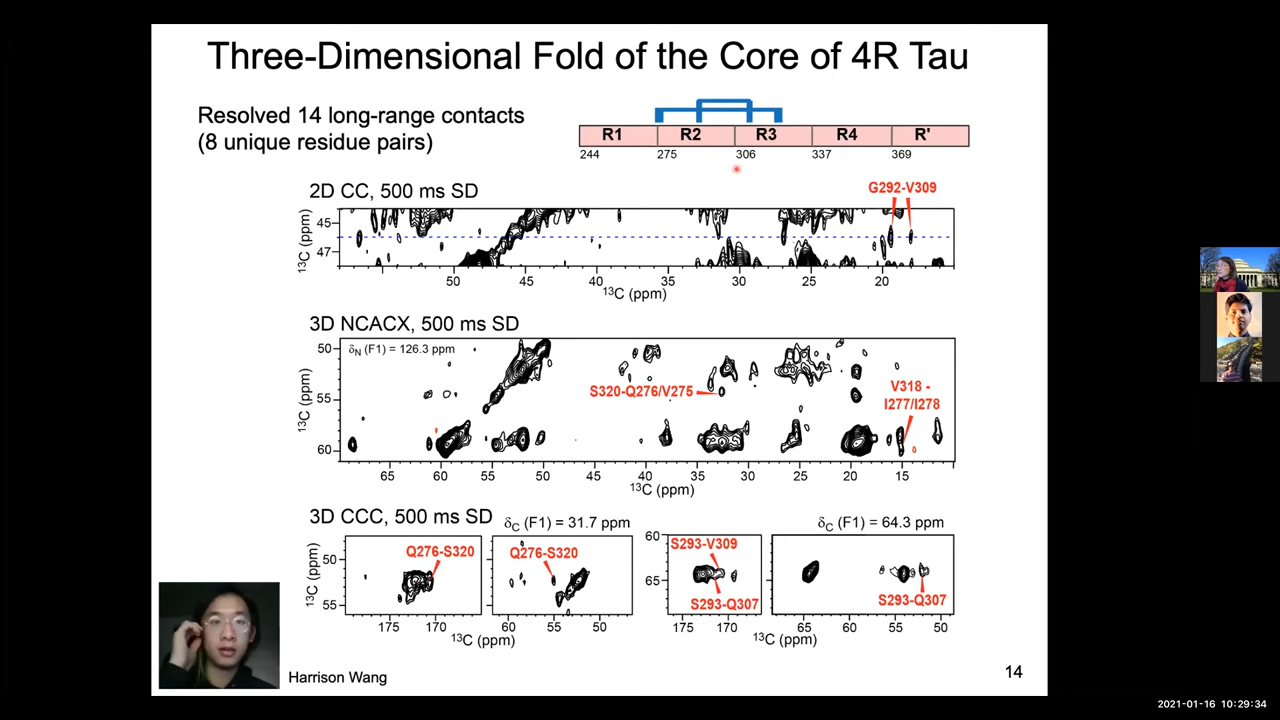 Three-Dimensional Fold of the Core of 4R Tau
Resolved 14 long-range contacts
(8 unique residue pairs)
R1 R2 R3 R4 R'
244 275 306 337 369
2D CC, 500 ms SD
G292-V309
45
47
13C (ppm)
50 45 40 35 30 25 20
13C (ppm)
3D NCACX, 500 ms SD
δN (F1) = 126.3 ppm
50
55
60
13C (ppm)
S320-Q276/V275
V318 -
I277/I278
65 60 55 50 45 40 35 30 25 20 15
13C (ppm)
3D CCC, 500 ms SD
δC (F1) = 31.7 ppm
δC (F1) = 64.3 ppm
50
55
13C (ppm)
Q276-S320
Q276-S320
60
65
S293-V309
S293-Q307
S293-Q307
175 170
60 55 50
175 170
65 60 55 50
13C (ppm)
13C (ppm)
Harrison Wang
14
2021-01-16 10:29:34